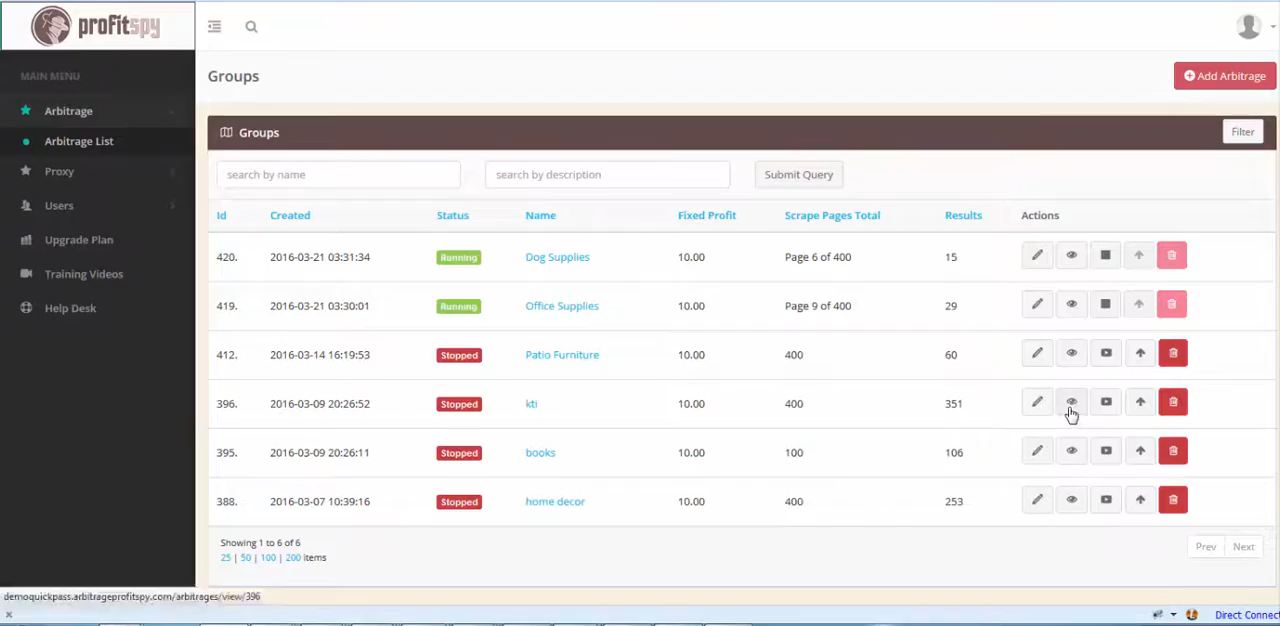 profitspy
MAIN MENU
Arbitrage
Arbitrage List
Proxy
Users
Upgrade Plan
Training Videos
Help Desk
Groups
Add Arbitrage
Groups
Filter
search by name search by description Submit Query
Id Created Status Name Fixed Profit Scrape Pages Total Results Actions
420. 2016-03-21 03:31:34 Running Dog Supplies 10.00 Page 6 of 400 15
419. 2016-03-21 03:30:01 Running Office Supplies 10.00 Page 9 of 400 29
412. 2016-03-14 16:19:53 Stopped Patio Furniture 10.00 400 60
396. 2016-03-09 20:26:52 Stopped kti 10.00 400 351
395. 2016-03-09 20:26:11 Stopped books 10.00 100 106
388. 2016-03-07 10:39:16 Stopped home decor 10.00 400 253
Showing 1 to 6 of 6
25 | 50 | 100 | 200 items
Prev Next
demoquickpass.arbitrageprofitspy.com/arbitrages/view/396
Direct Connect